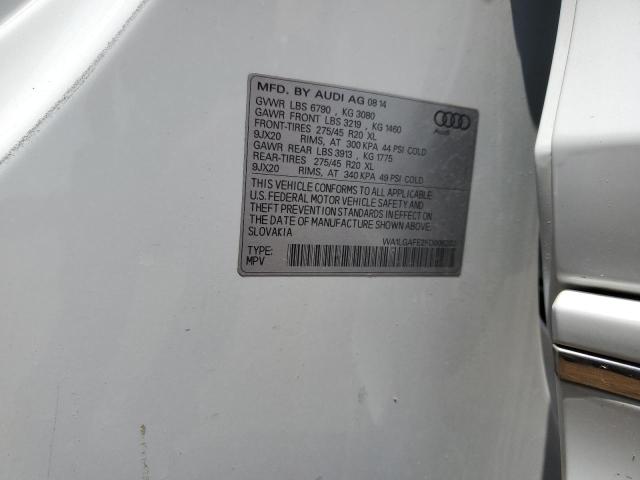 MFD. BY AUDI AG 08 14
GVWR LBS 6790 , KG 3080
GAWR FRONT LBS 3219 , KG 1460
FRONT-TIRES 275/45 R20 XL
9JX20 RIMS, AT 300 KPA 44 PSI COLD
GAWR REAR LBS 3913 , KG 1775
REAR-TIRES 275/45 R20 XL
9JX20 RIMS, AT 340 KPA 49 PSI COLD
THIS VEHICLE CONFORMS TO ALL APPLICABLE
U.S. FEDERAL MOTOR VEHICLE SAFETY AND
THEFT PREVENTION STANDARDS IN EFFECT ON
THE DATE OF MANUFACTURE SHOWN ABOVE.
SLOVAKIA
TYPE:
MPV
Audi